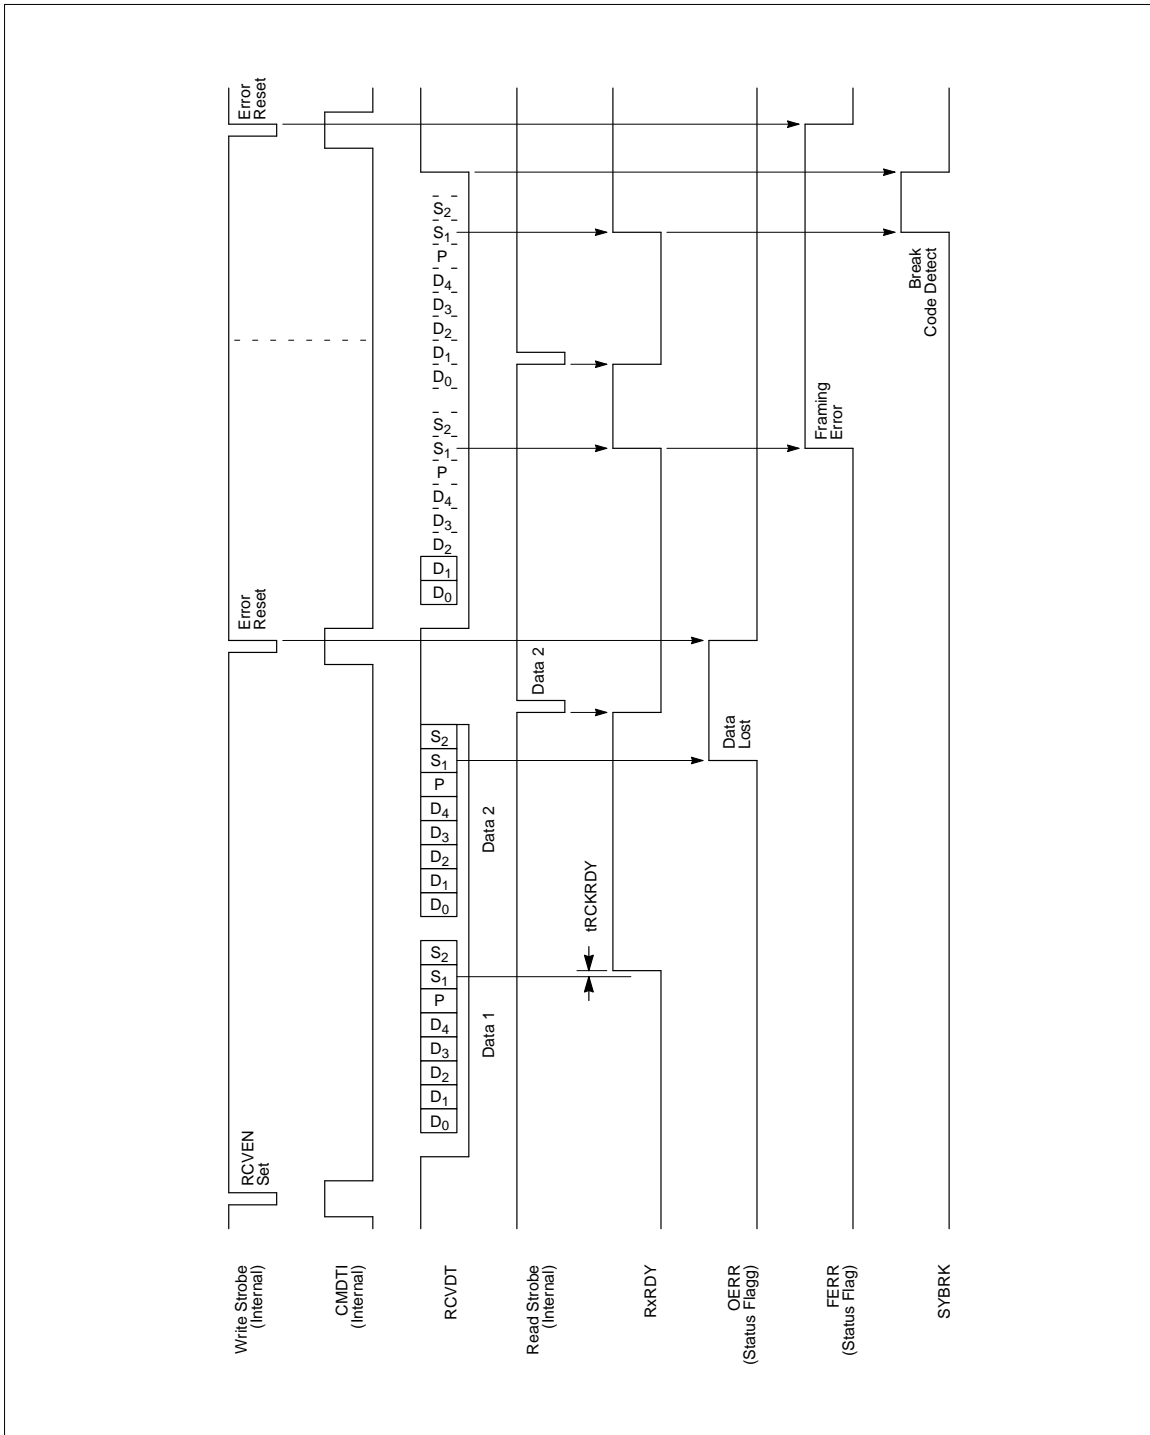 Write Strobe
(Internal)
RCVEN
Set
Error
Reset
Error
Reset
CMDTI
(Internal)
RCVDT
D0 D1 D2 D3 D4 P S1 S2
D0 D1 D2 D3 D4 P S1 S2
D0 D1 D2 D3 D4 P S1 S2
D0 D1 D2 D3 D4 P S1 S2
Data 1
Data 2
Read Strobe
(Internal)
Data 2
tRCKRDY
RxRDY
OERR
(Status Flagg)
Data
Lost
FERR
(Status Flag)
Framing
Error
SYBRK
Break
Code Detect